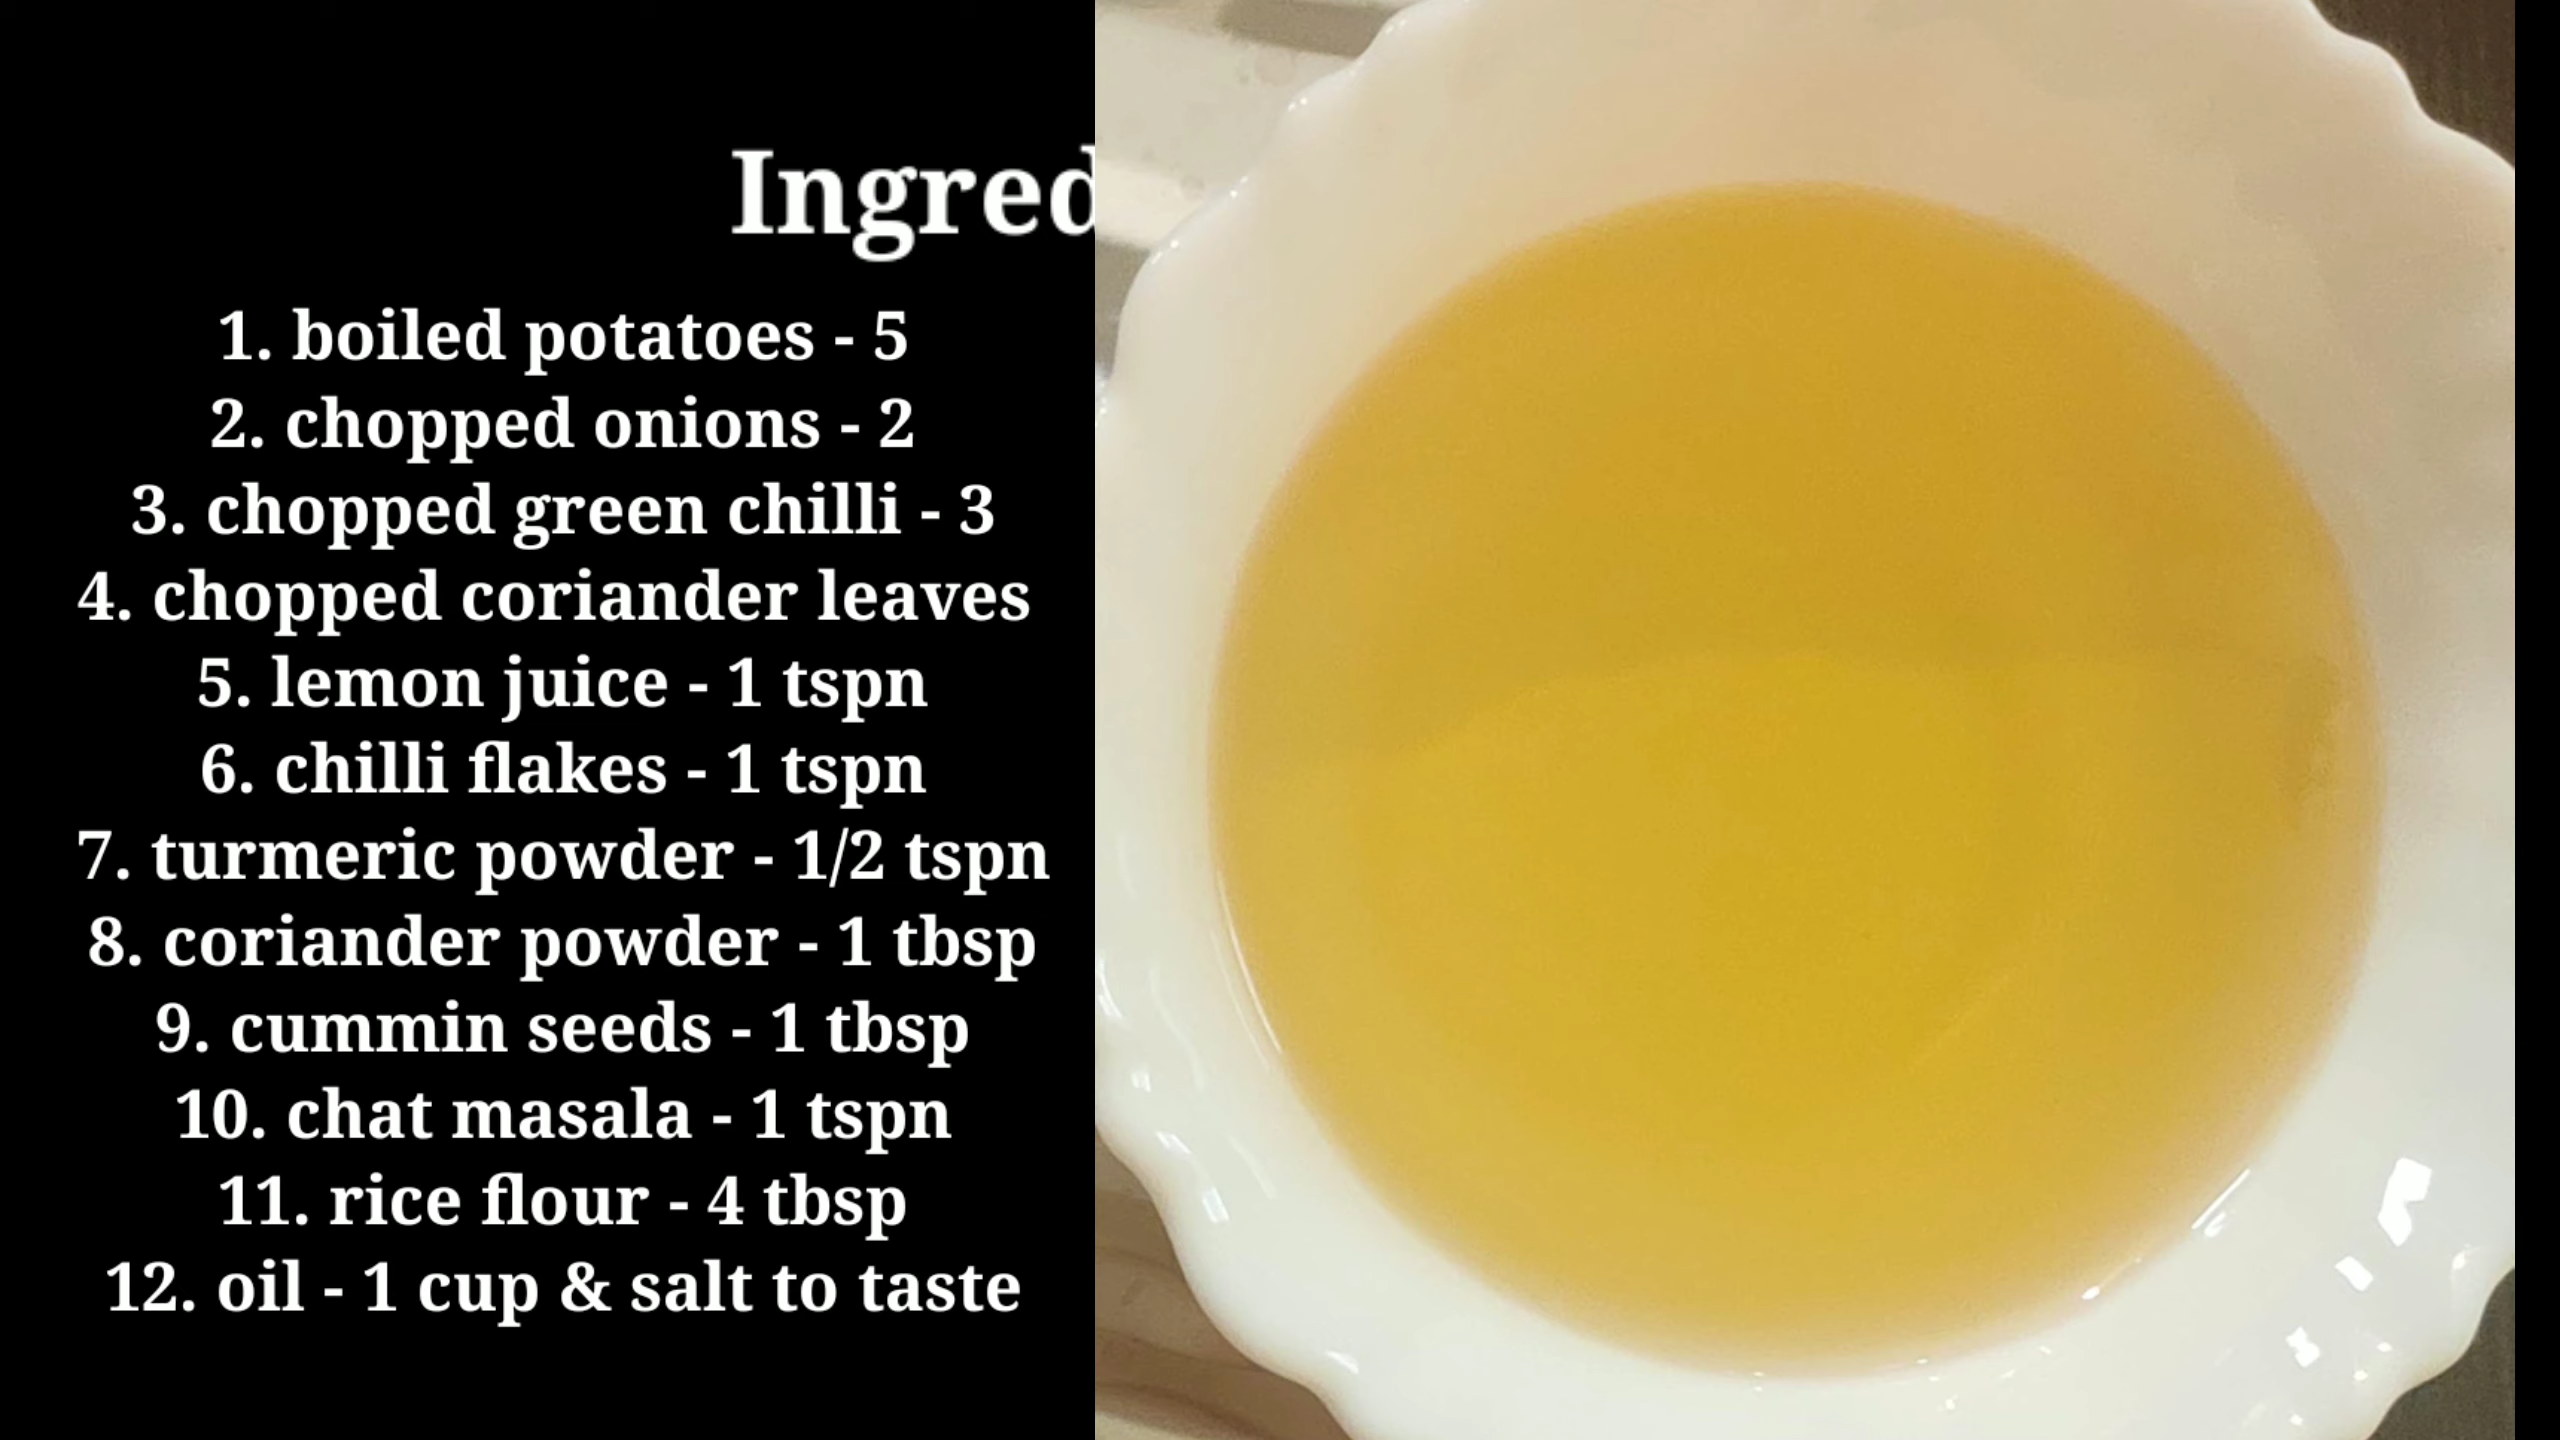 Ingred
1. boiled potatoes - 5
2. chopped onions - 2
3. chopped green chilli - 3
4. chopped coriander leaves
5. lemon juice - 1 tspn
6. chilli flakes - 1 tspn
7. turmeric powder - 1/2 tspn
8. coriander powder - 1 tbsp
9. cummin seeds - 1 tbsp
10. chat masala - 1 tspn
11. rice flour - 4 tbsp
12. oil - 1 cup & salt to taste